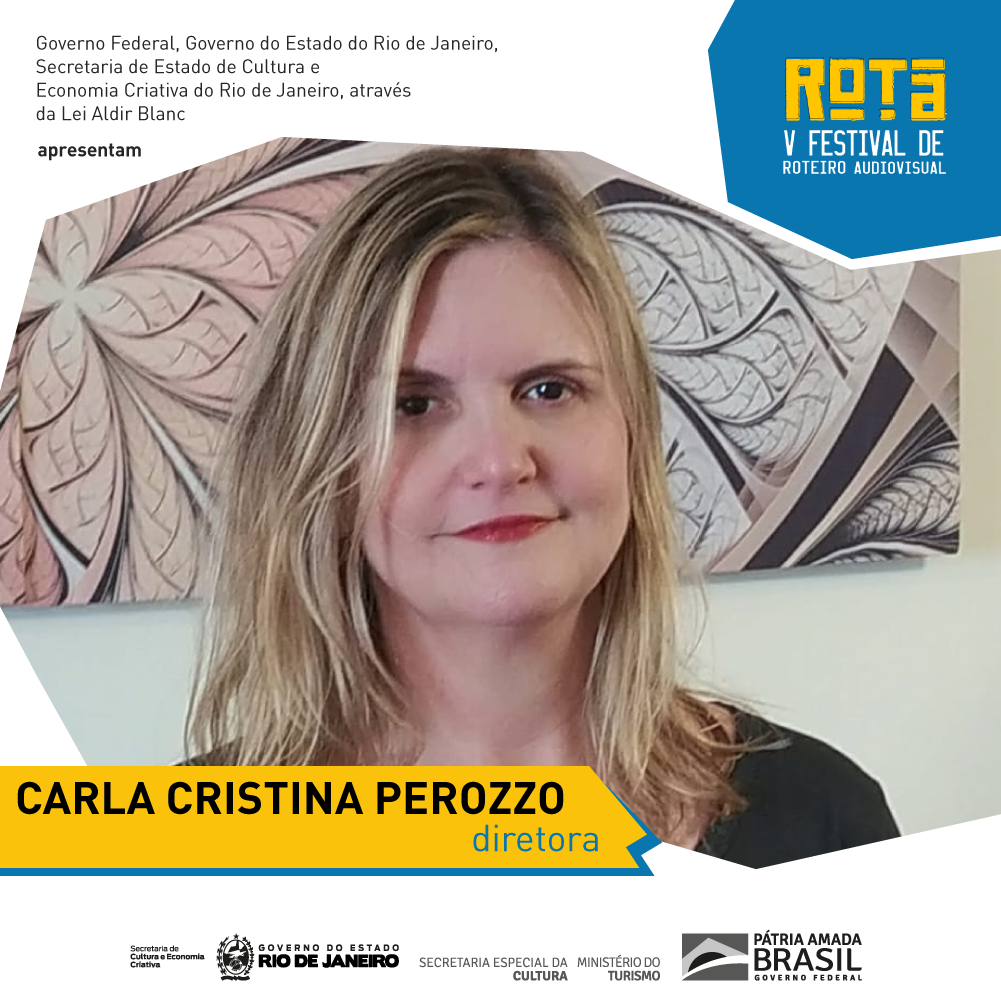 Governo Federal, Governo do Estado do Rio de Janeiro,
Secretaria de Estado de Cultura e
Economia Criativa do Rio de Janeiro, através
da Lei Aldir Blanc
apresentam
ROTA
V FESTIVAL DE
ROTEIRO AUDIOVISUAL
CARLA CRISTINA PEROZZO
diretora
Secretaria de
Cultura e Economia
Criativa
GOVERNO DO ESTADO
RIO DE JANEIRO
SECRETARIA ESPECIAL DA
CULTURA
MINISTÉRIO DO
TURISMO
PÁTRIA AMADA
BRASIL
GOVERNO FEDERAL